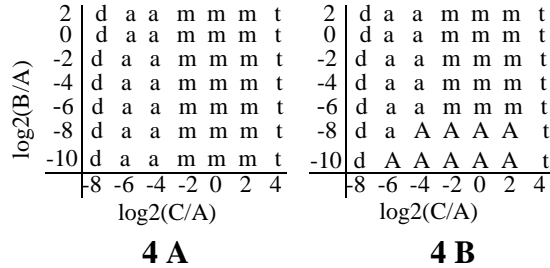 2 d a a m m m t
0 d a a m m m t
-2 d a a m m m t
-4 d a a m m m t
-6 d a a m m m t
-8 d a a m m m t
-10 d a a m m m t
-8 -6 -4 -2 0 2 4
log2(B/A)
log2(C/A)
4 A
2 d a a m m m t
0 d a a m m m t
-2 d a a m m m t
-4 d a a m m m t
-6 d a a m m m t
-8 d a A A A A t
-10 d A A A A A t
-8 -6 -4 -2 0 2 4
log2(C/A)
4 B